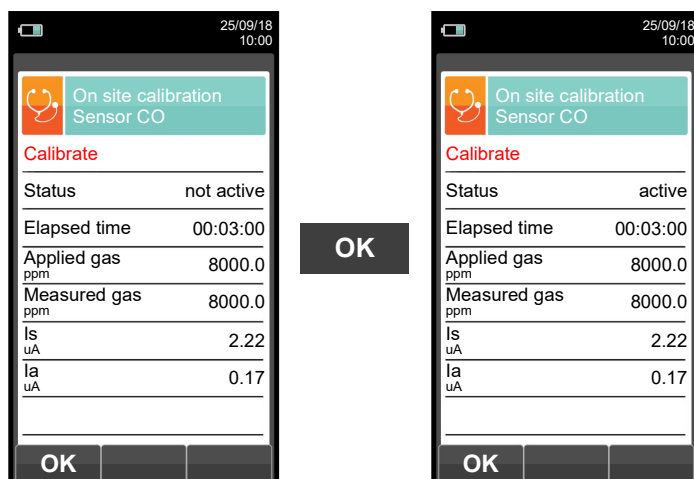 25/09/18
10:00
On site calibration
Sensor CO
Calibrate
Status not active
Elapsed time 00:03:00
Applied gas
ppm 8000.0
Measured gas
ppm 8000.0
Is
uA 2.22
Ia
uA 0.17
OK
OK
25/09/18
10:00
On site calibration
Sensor CO
Calibrate
Status active
Elapsed time 00:03:00
Applied gas
ppm 8000.0
Measured gas
ppm 8000.0
Is
uA 2.22
Ia
uA 0.17
OK